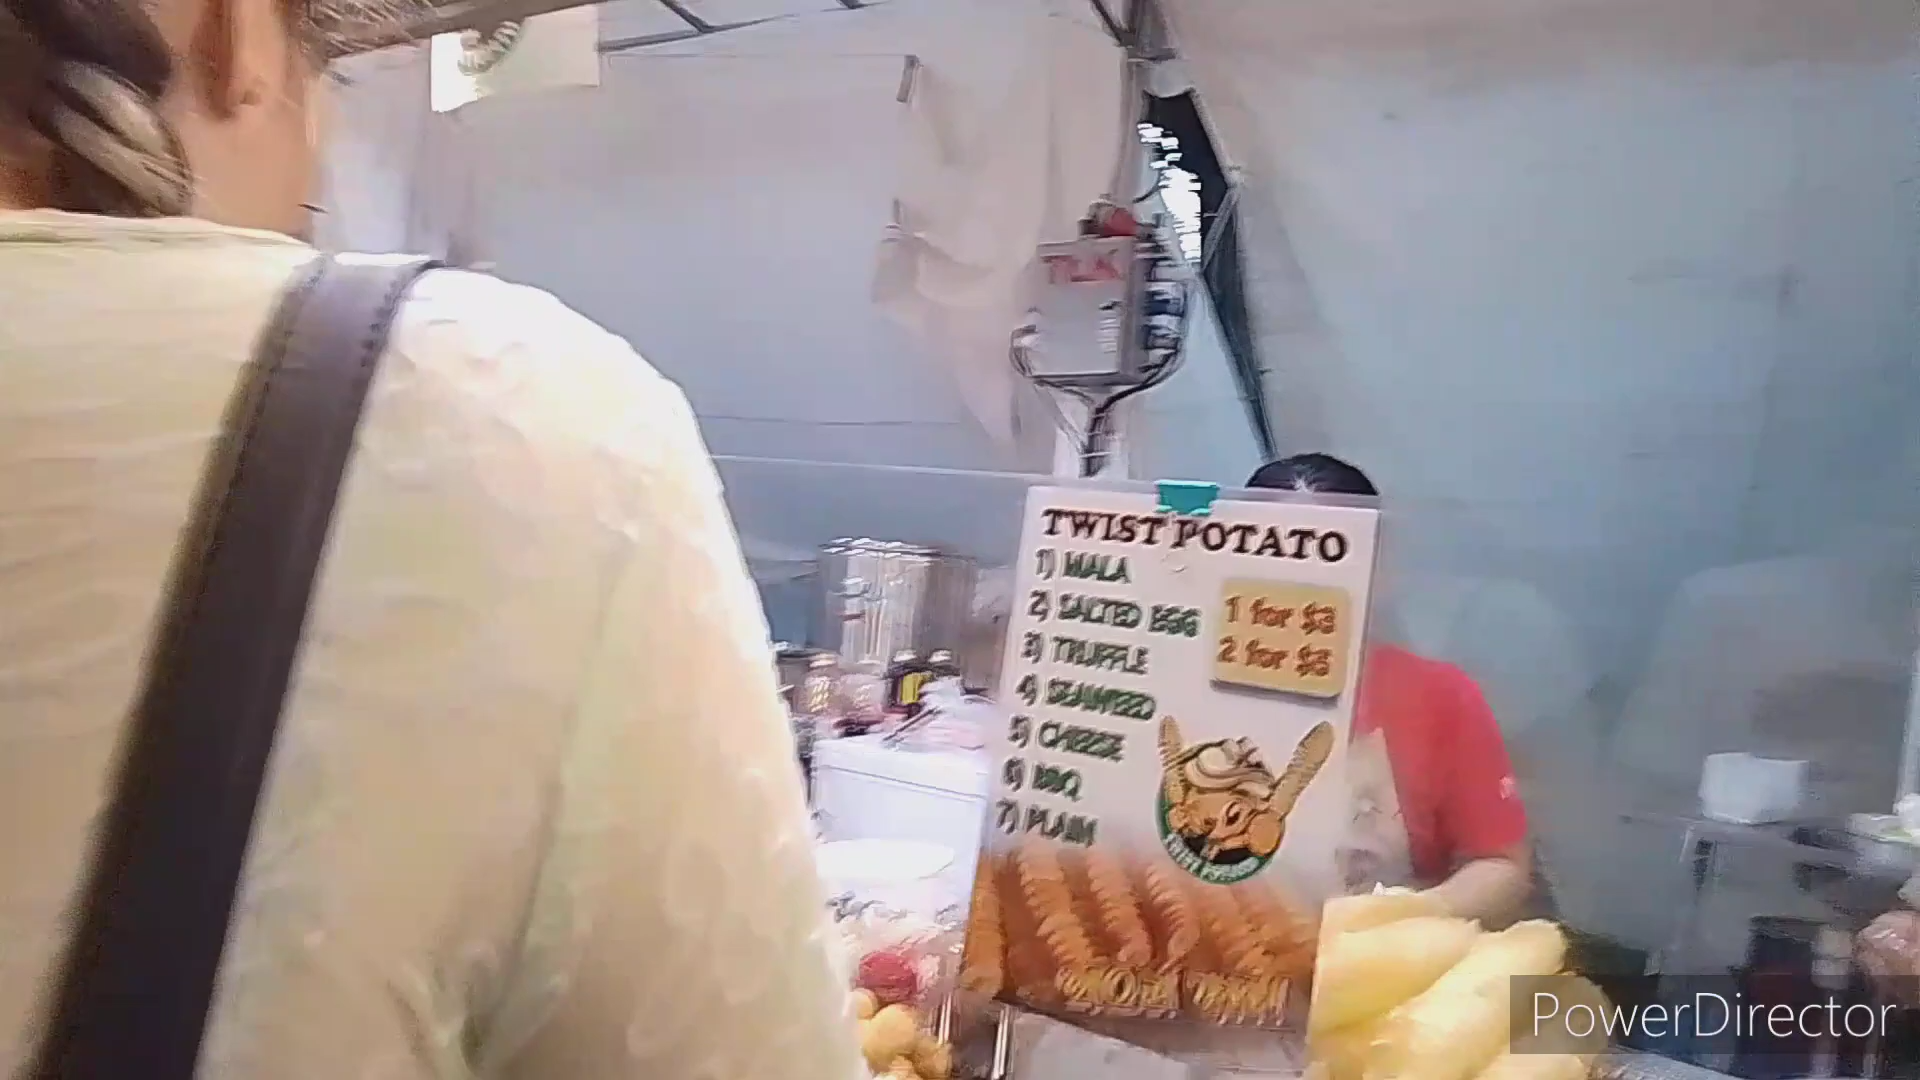 TWIST POTATO
1) MALA
2) SALTED EGG
3) TRUFFLE
4) SEAWEED
5) CHEESE
6) BBQ
7) PLAIN
1 for $3
2 for $5
PowerDirector